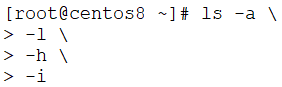 [root@centos8 ~]# ls -a \
> -l \
> -h \
> -i